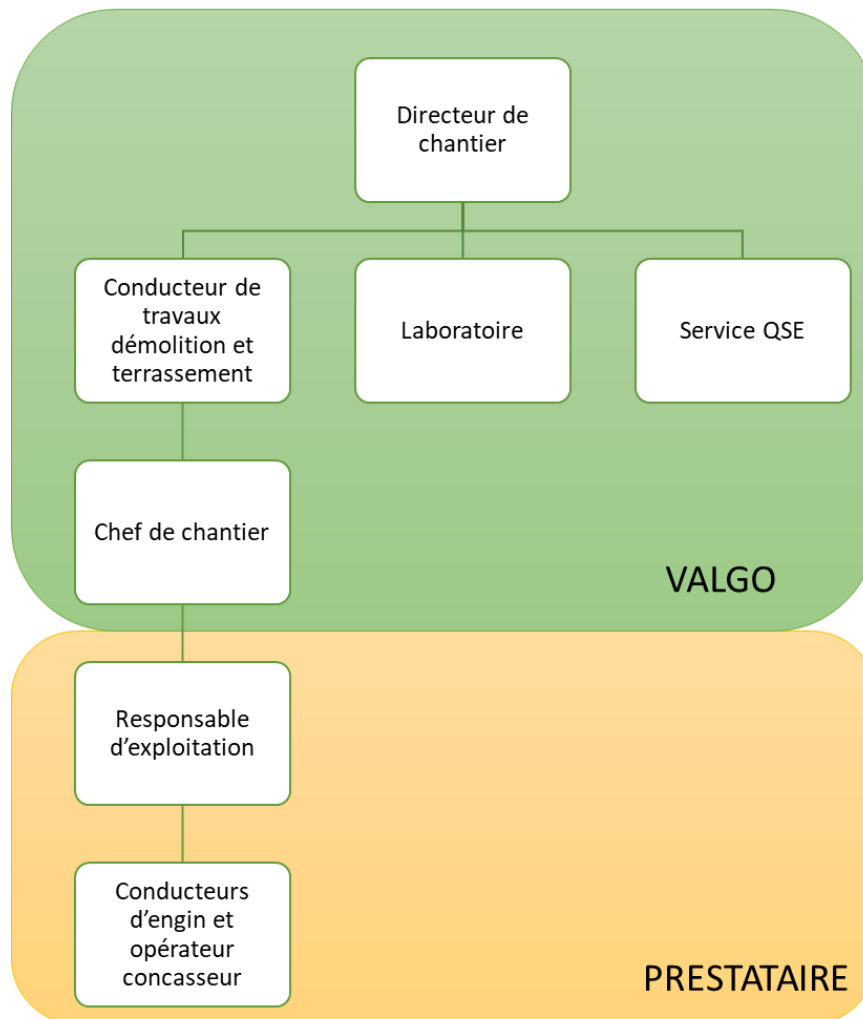 Directeur de
chantier
Conducteur de
travaux
démolition et
terrassement
Laboratoire
Service QSE
Chef de chantier
VALGO
Responsable
d’exploitation
Conducteurs
d’engin et
opérateur
concasseur
PRESTATAIRE